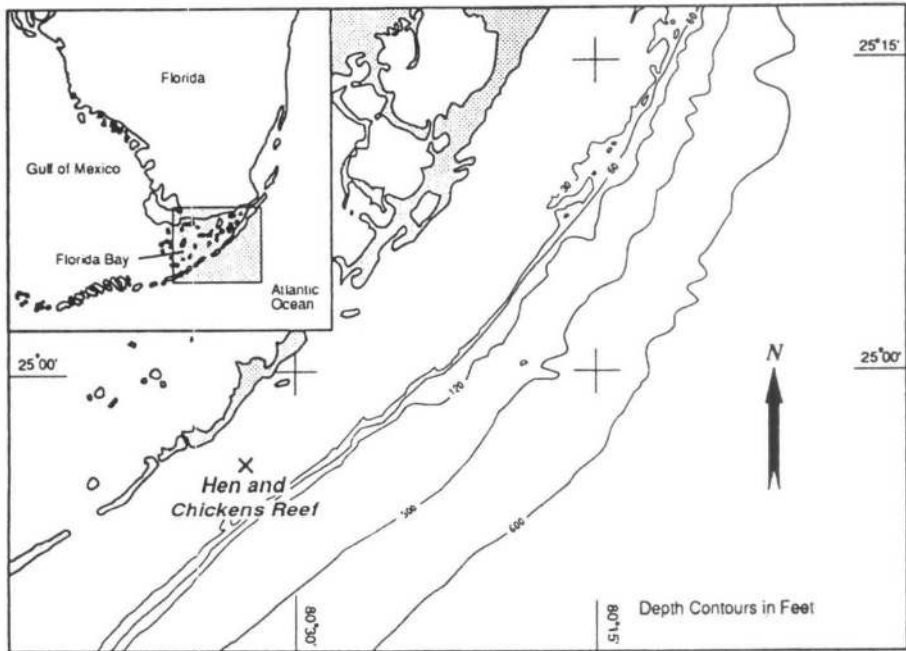 Florida
Gulf of Mexico
Florida Bay
Atlantic
Ocean
60
25°15'
30
60
25°00'
25°00'
120
N
Hen and
Chickens Reef
300
600
80°30'
80°15'
Depth Contours in Feet